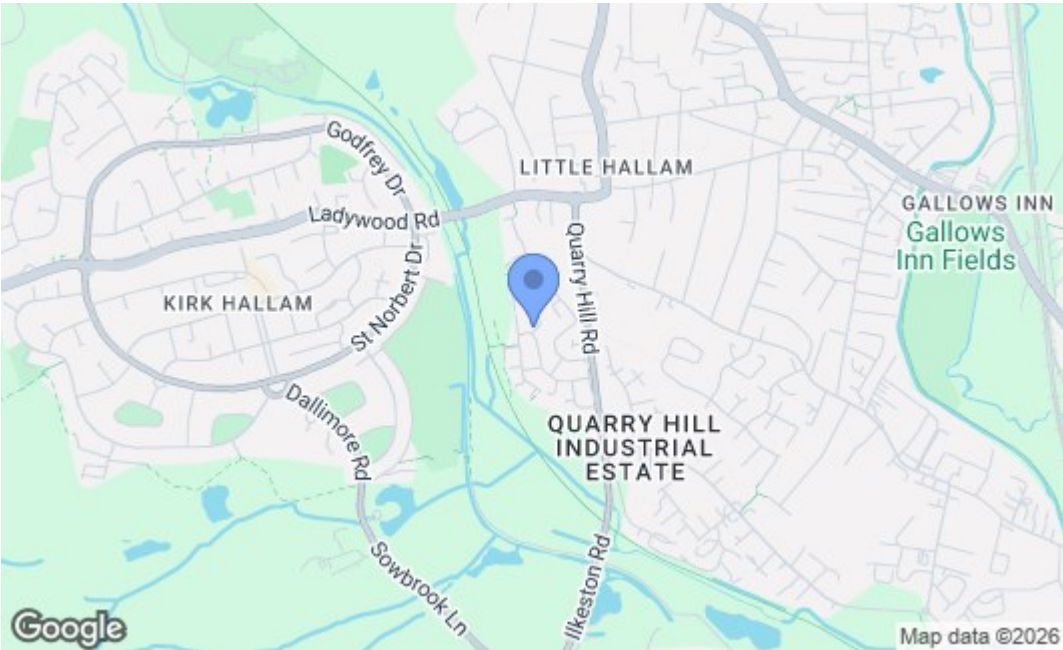 Godfrey Dr
LITTLE HALLAM
Ladywood Rd
GALLOWS INN
Gallows
Inn Fields
Quarry Hill Rd
KIRK HALLAM
St Norbert Dr
Dallimore Rd
QUARRY HILL
INDUSTRIAL
ESTATE
Sowbrook Ln
Ilkeston Rd
Google
Map data ©2026